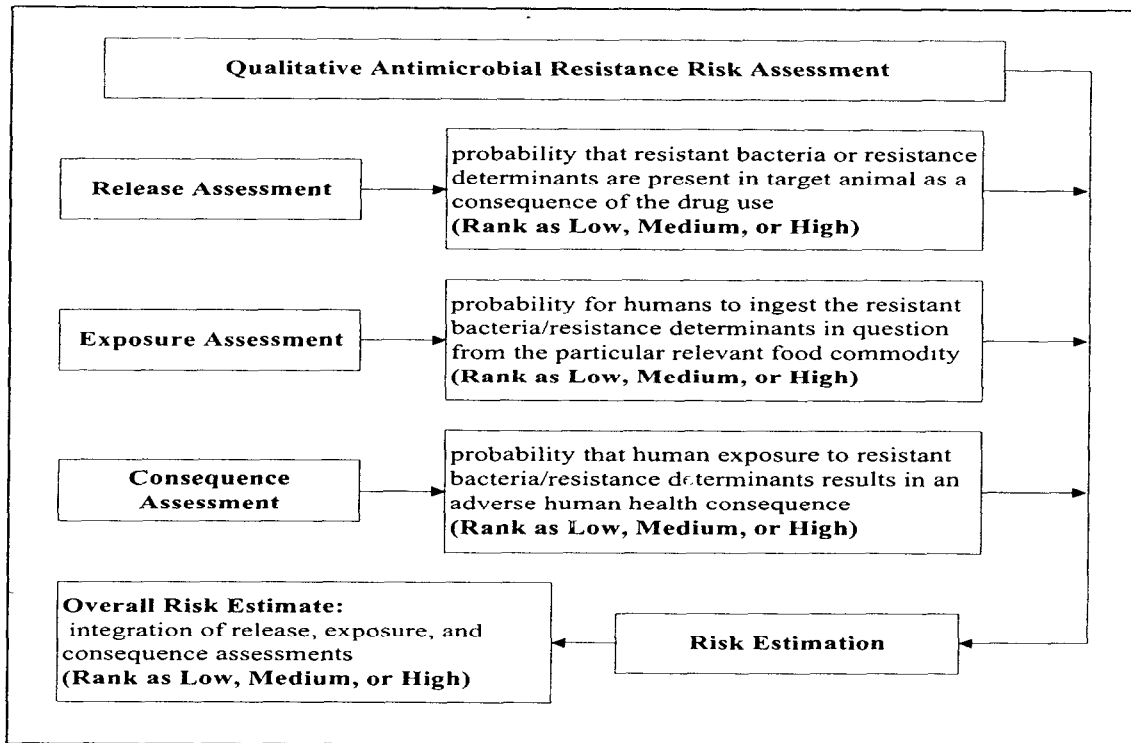 Qualitative Antimicrobial Resistance Risk Assessment
Release Assessment
probability that resistant bacteria or resistance
determinants are present in target animal as a
consequence of the drug use
(Rank as Low, Medium, or High)
Exposure Assessment
probability for humans to ingest the resistant
bacteria/resistance determinants in question
from the particular relevant food commodity
(Rank as Low, Medium, or High)
Consequence
Assessment
probability that human exposure to resistant
bacteria/resistance determinants results in an
adverse human health consequence
(Rank as Low, Medium, or High)
Overall Risk Estimate:
integration of release, exposure, and
consequence assessments
(Rank as Low, Medium, or High)
Risk Estimation